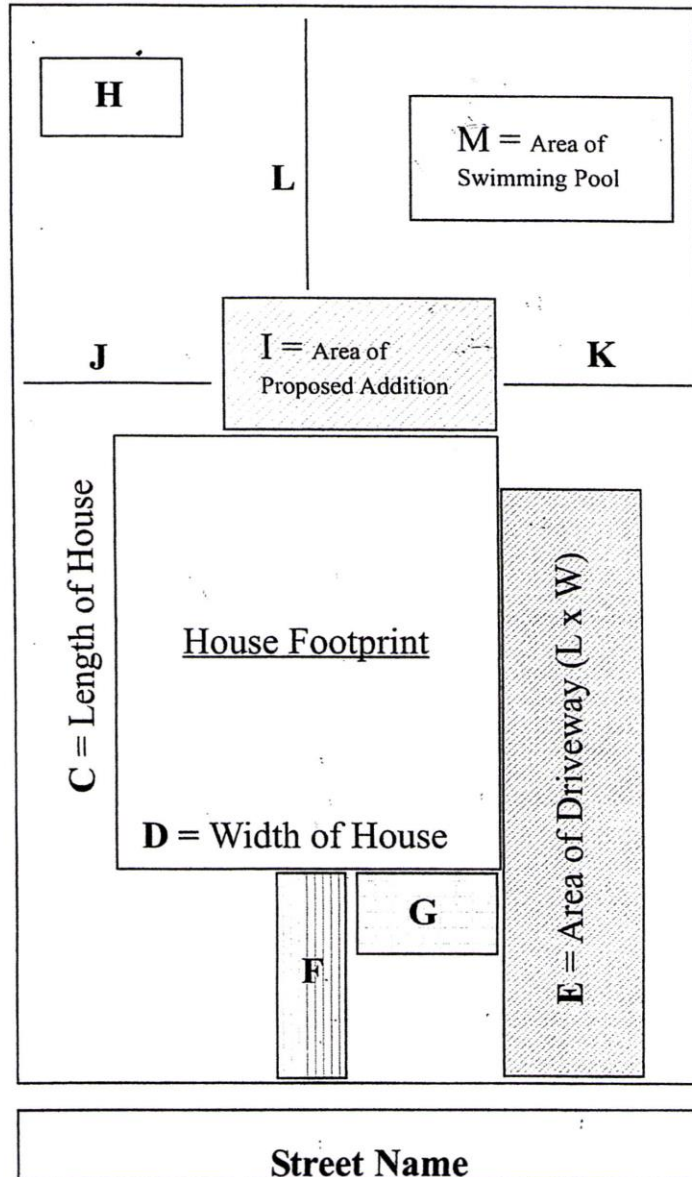 H
M = Area of
Swimming Pool
L
I = Area of
Proposed Addition
J
K
C = Length of House
House Footprint
E = Area of Driveway (L x W)
D = Width of House
G
F
Street Name